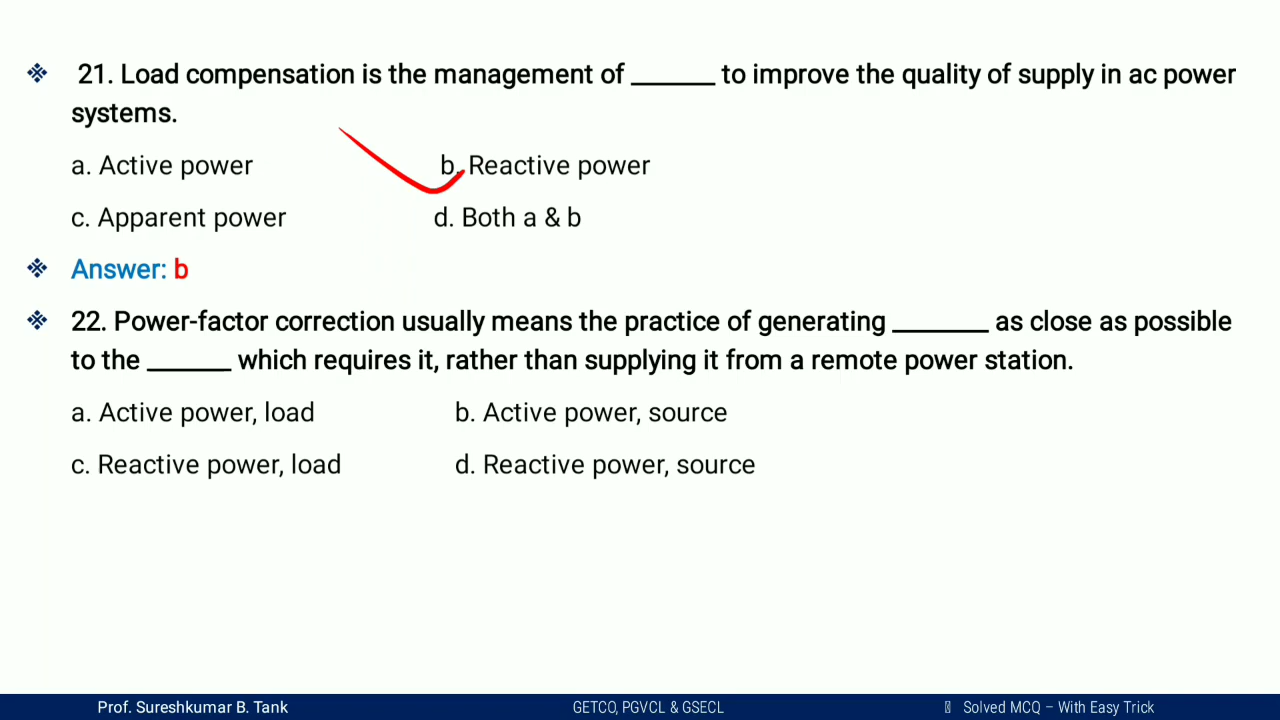 ❖ 21. Load compensation is the management of ______ to improve the quality of supply in ac power
systems.
a. Active power b. Reactive power
c. Apparent power d. Both a & b
❖ Answer: b
❖ 22. Power-factor correction usually means the practice of generating _______ as close as possible
to the ______ which requires it, rather than supplying it from a remote power station.
a. Active power, load b. Active power, source
c. Reactive power, load d. Reactive power, source
Prof. Sureshkumar B. Tank GETCO, PGVCL & GSECL Solved MCQ – With Easy Trick